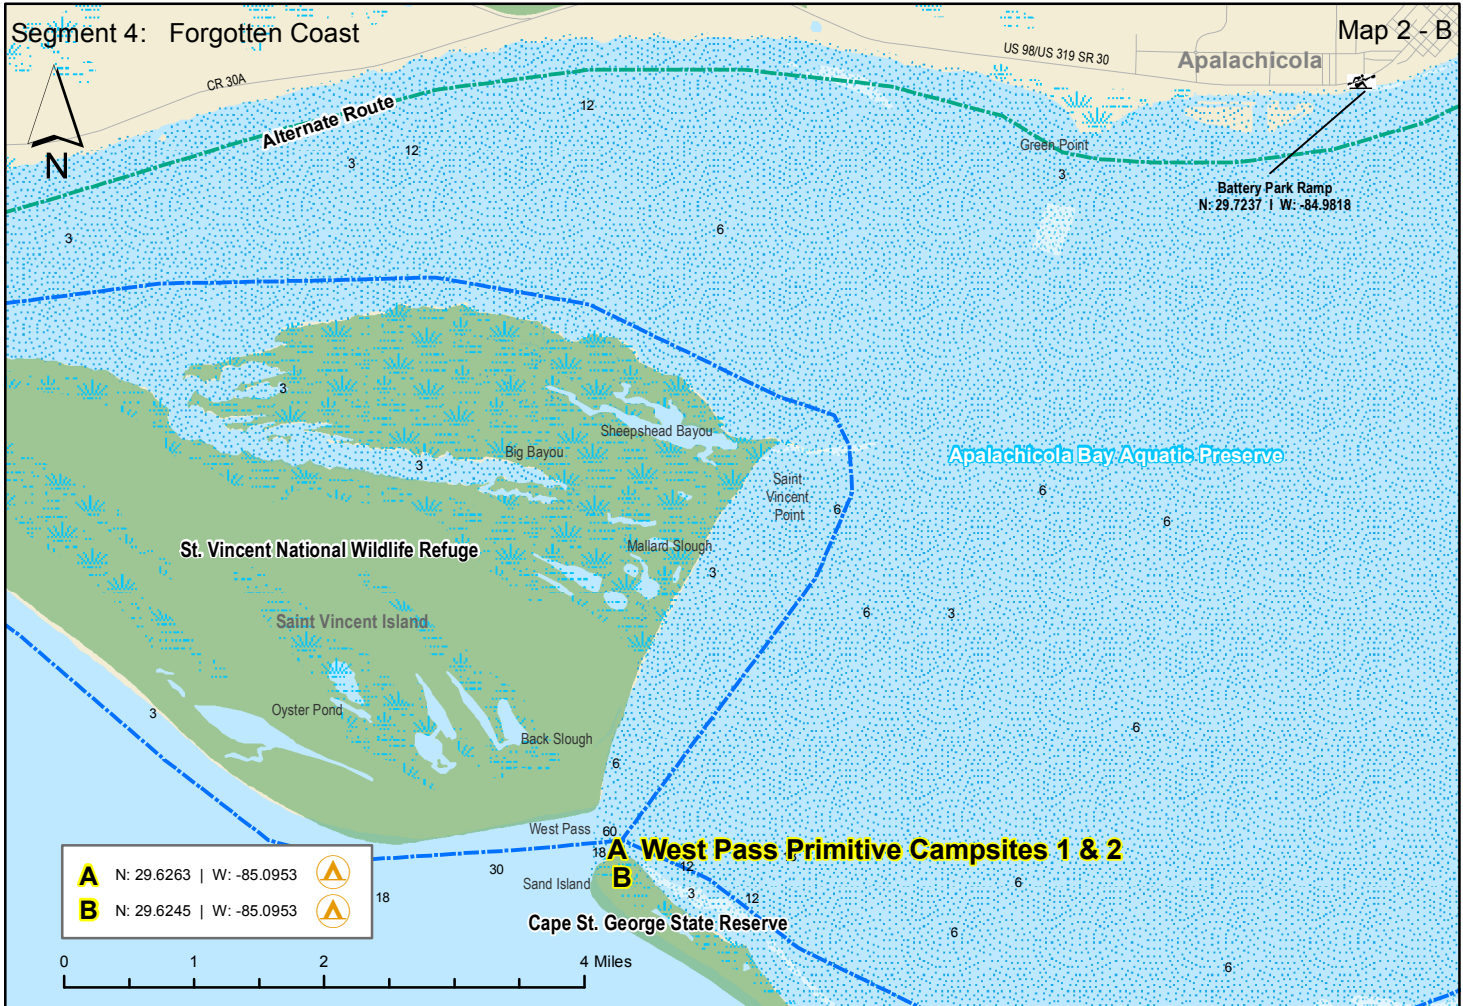 Segment 4: Forgotten Coast
Map 2 - B
US 98/US 319 SR 30
Apalachicola
CR 30A
Alternate Route
12
N
3
12
Green Point
3
Battery Park Ramp
N: 29.7237 I W: -84.9818
3
6
3
Sheepshead Bayou
Big Bayou
3
Apalachicola Bay Aquatic Preserve
Saint
Vincent
Point
6
6
6
St. Vincent National Wildlife Refuge
Mallard Slough
3
6
3
Saint Vincent Island
3
Oyster Pond
Back Slough
6
6
West Pass
60
18
A West Pass Primitive Campsites 1 & 2
12
30
Sand Island
B
3
12
6
18
A N: 29.6263 | W: -85.0953
B N: 29.6245 | W: -85.0953
Cape St. George State Reserve
6
6
0
1
2
4 Miles